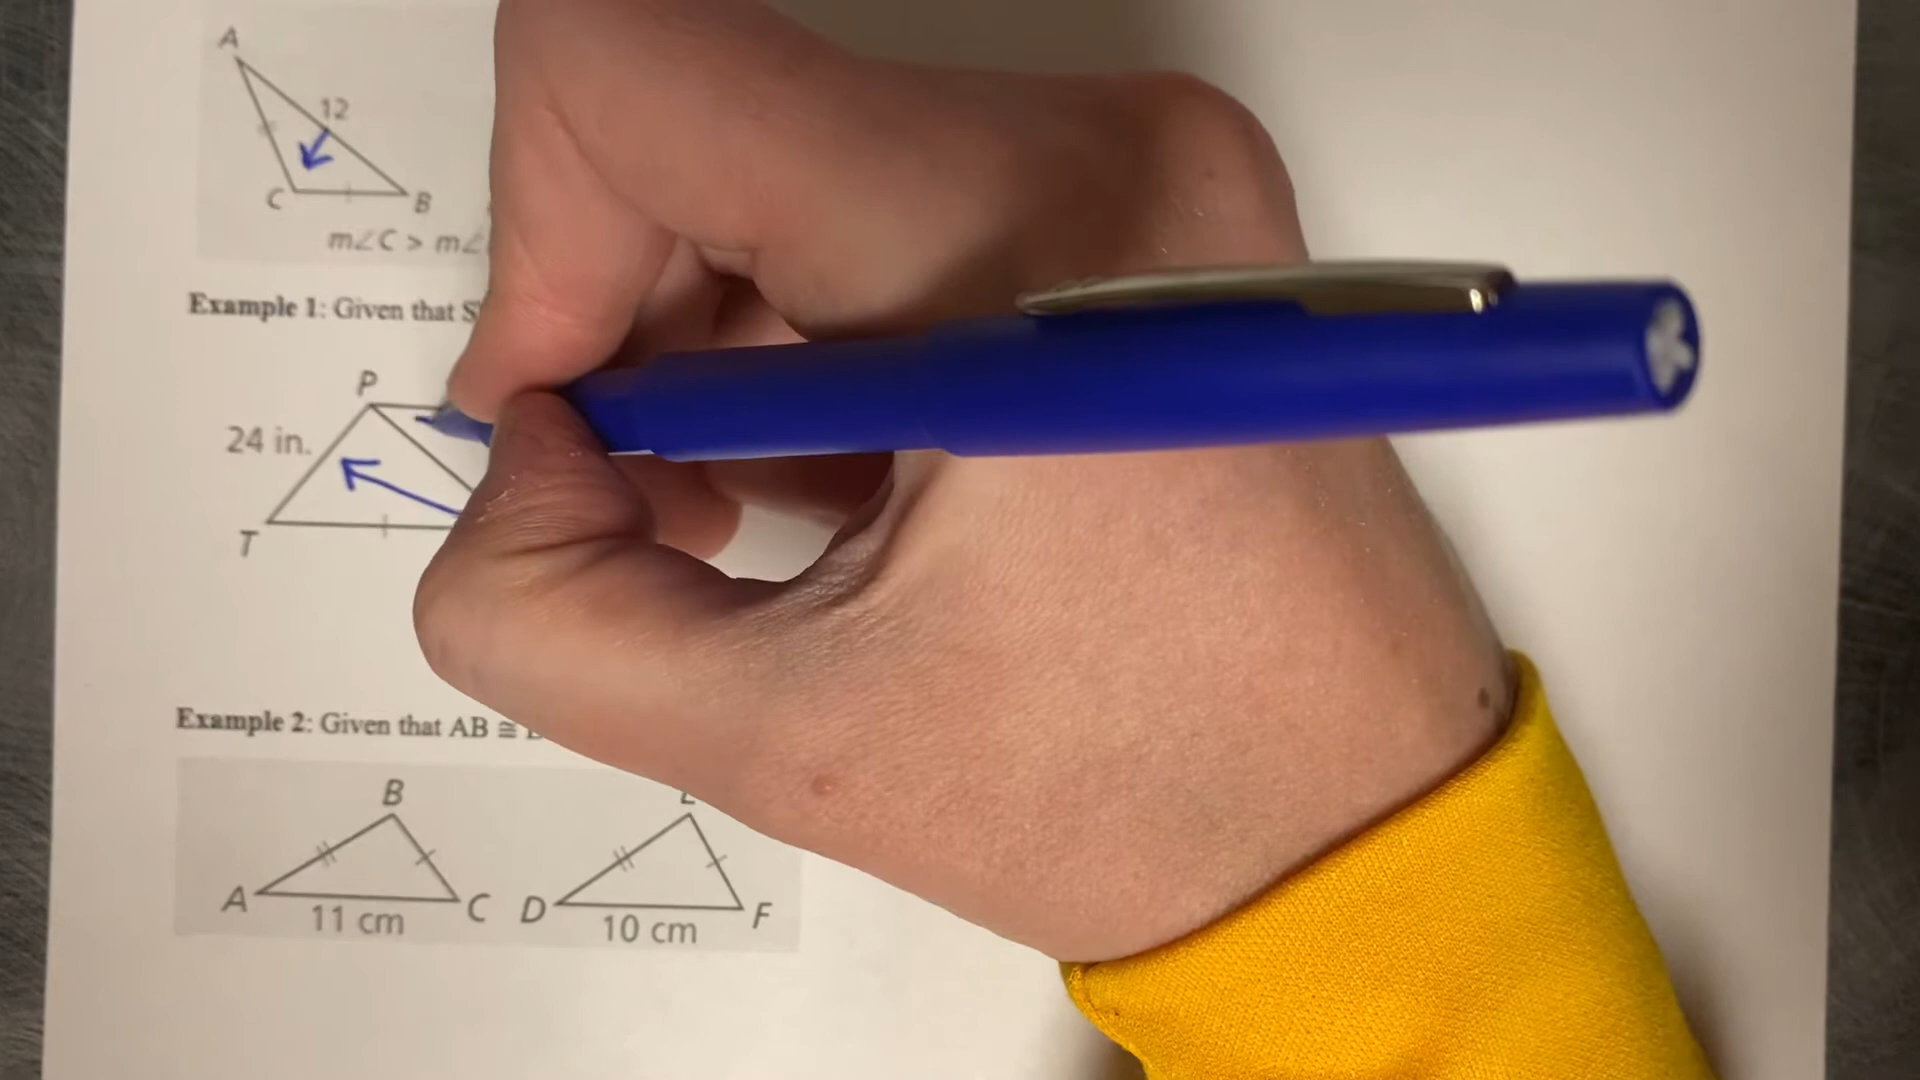 A
12
C
B
m∠C > m∠
Example 1: Given that S
P
24 in.
T
Example 2: Given that AB ≅
B
A
C
11 cm
D
F
10 cm